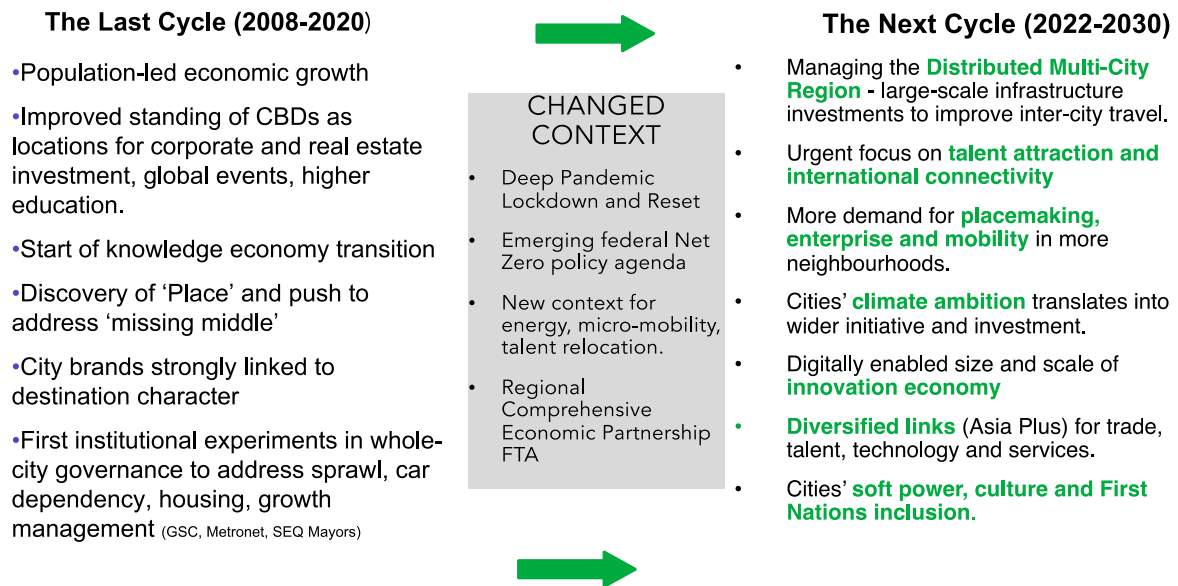 The Last Cycle (2008-2020)
•Population-led economic growth
•Improved standing of CBDs as
locations for corporate and real estate
investment, global events, higher
education.
•Start of knowledge economy transition
•Discovery of ‘Place’ and push to
address ‘missing middle’
•City brands strongly linked to
destination character
•First institutional experiments in whole-
city governance to address sprawl, car
dependency, housing, growth
management (GSC, Metronet, SEQ Mayors)
CHANGED
CONTEXT
• Deep Pandemic
Lockdown and Reset
• Emerging federal Net
Zero policy agenda
• New context for
energy, micro-mobility,
talent relocation.
• Regional
Comprehensive
Economic Partnership
FTA
The Next Cycle (2022-2030)
• Managing the Distributed Multi-City
Region - large-scale infrastructure
investments to improve inter-city travel.
• Urgent focus on talent attraction and
international connectivity
• More demand for placemaking,
enterprise and mobility in more
neighbourhoods.
• Cities’ climate ambition translates into
wider initiative and investment.
• Digitally enabled size and scale of
innovation economy
• Diversified links (Asia Plus) for trade,
talent, technology and services.
• Cities’ soft power, culture and First
Nations inclusion.